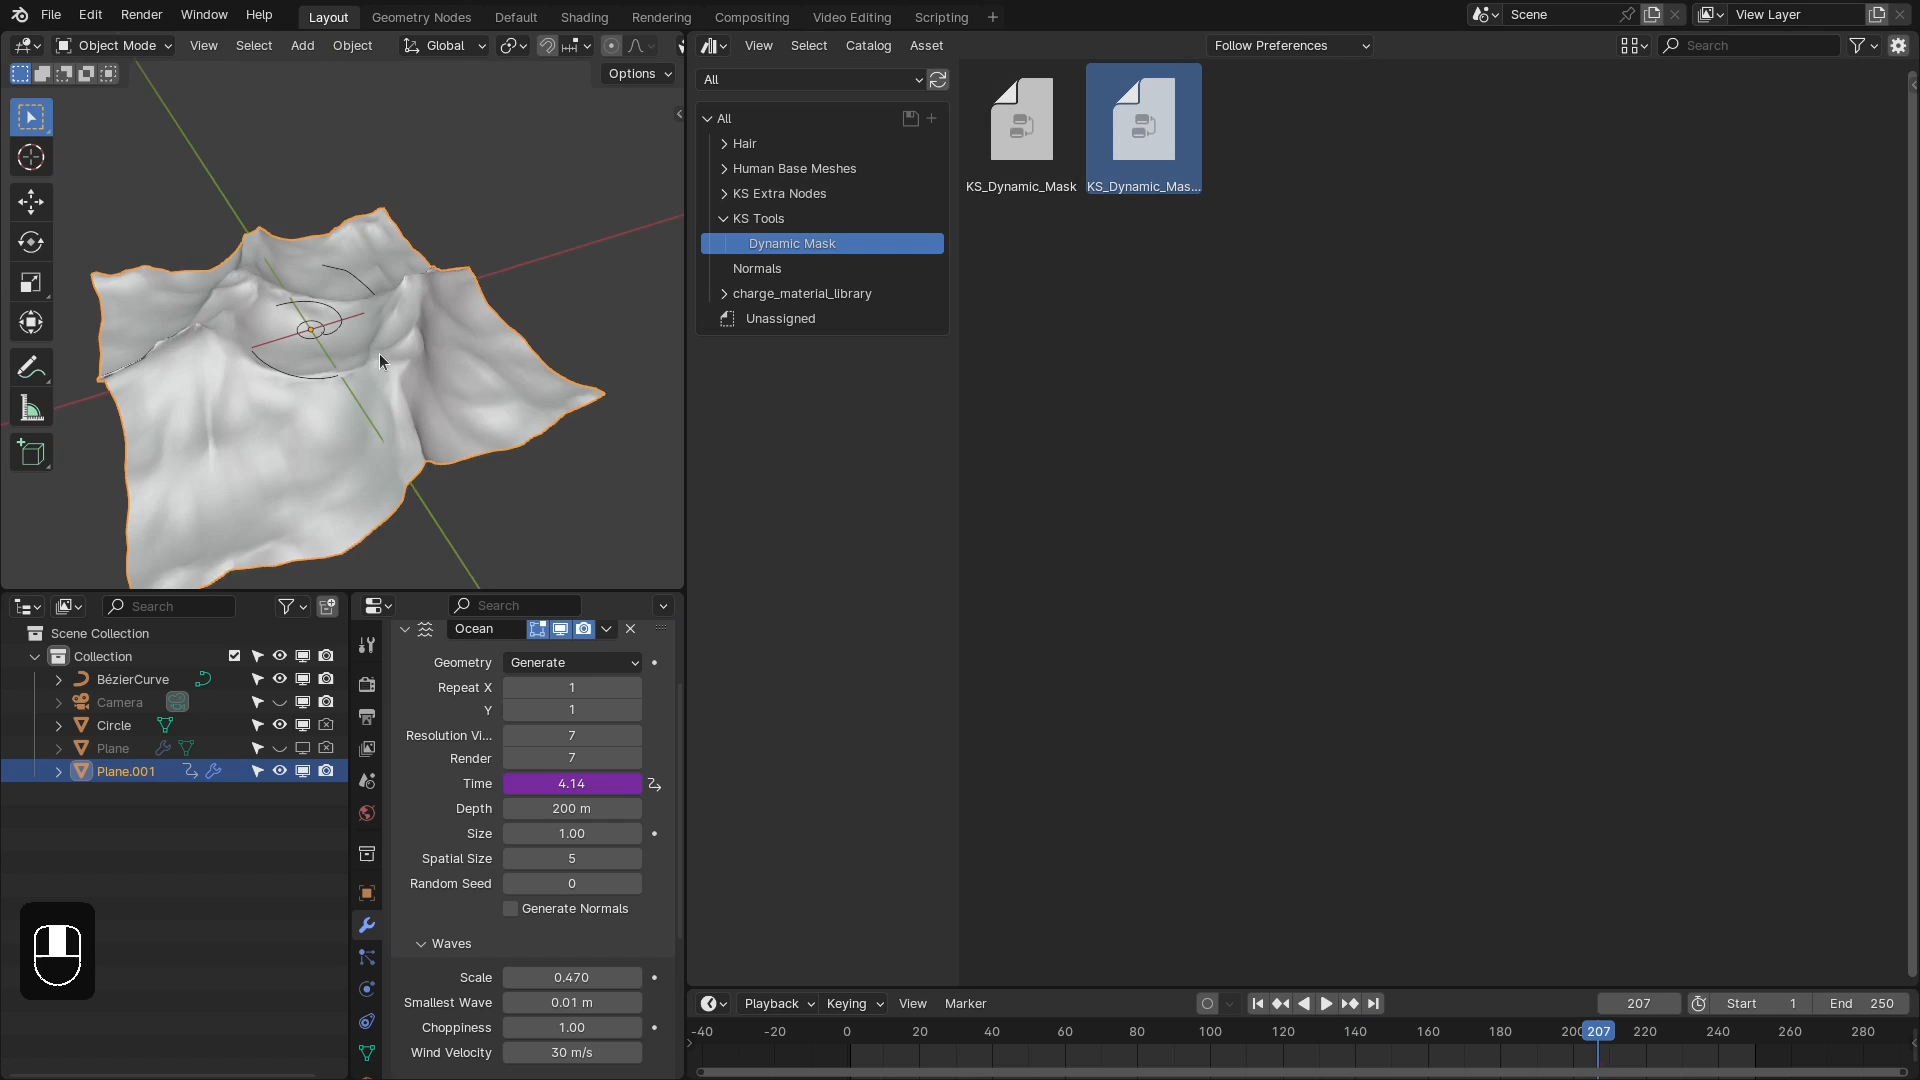 File Edit Render Window Help Layout Geometry Nodes Default Shading Rendering Compositing Video Editing Scripting Scene View Layer
Object Mode View Select Add Object Global
Options
View Select Catalog Asset Follow Preferences Search
All
All
Hair
Human Base Meshes
KS Extra Nodes
KS Tools
Dynamic Mask
Normals
charge_material_library
Unassigned
KS_Dynamic_Mask KS_Dynamic_Mas...
Search
Scene Collection
Collection
BézierCurve
Camera
Circle
Plane
Plane.001
Search
Ocean
Geometry Generate
Repeat X 1
Y 1
Resolution Vi... 7
Render 7
Time 4.14
Depth 200 m
Size 1.00
Spatial Size 5
Random Seed 0
Generate Normals
Waves
Scale 0.470
Smallest Wave 0.01 m
Choppiness 1.00
Wind Velocity 30 m/s
Playback Keying View Marker 207 Start 1 End 250
-40 -20 0 20 40 60 80 100 120 140 160 180 200 207 220 240 260 280